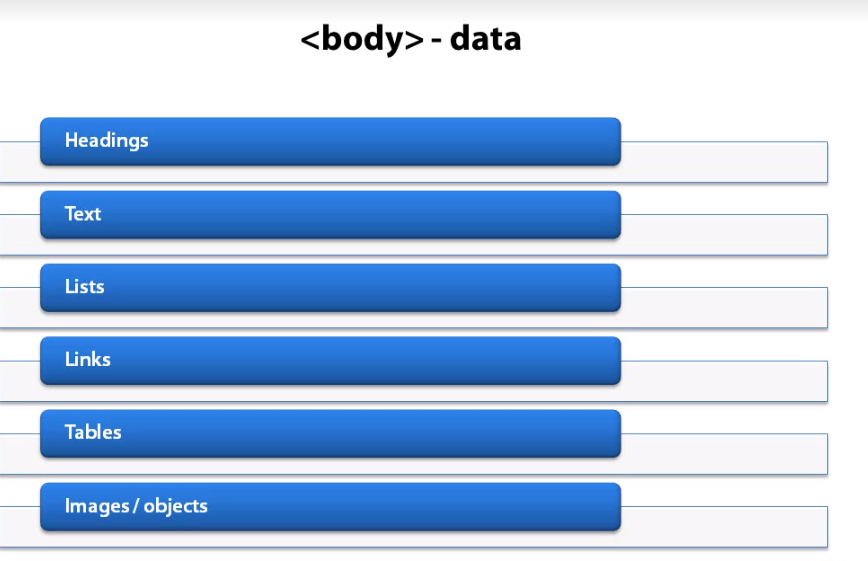 <body> - data
Headings
Text
Lists
Links
Tables
Images / objects